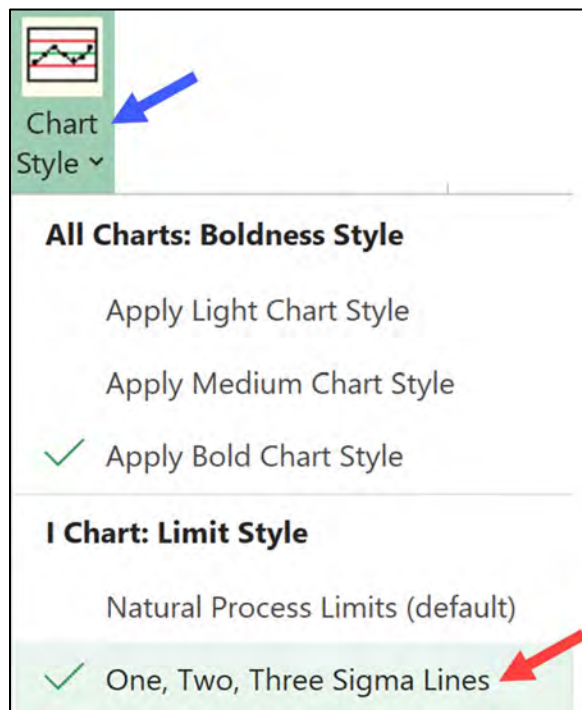 Chart
Style
All Charts: Boldness Style
Apply Light Chart Style
Apply Medium Chart Style
Apply Bold Chart Style
I Chart: Limit Style
Natural Process Limits (default)
One, Two, Three Sigma Lines